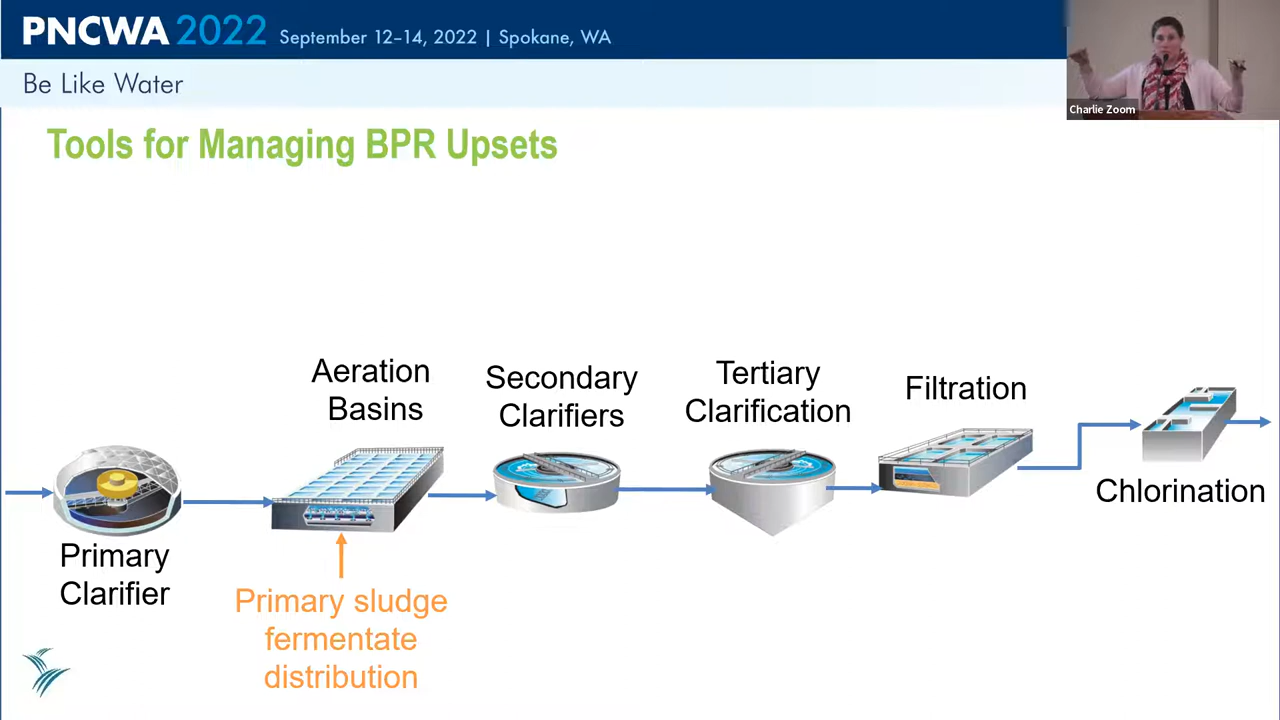 PNCWA 2022 September 12–14, 2022 | Spokane, WA
Be Like Water
Charlie Zoom
Tools for Managing BPR Upsets
Aeration
Basins
Secondary
Clarifiers
Tertiary
Clarification
Filtration
Chlorination
Primary
Clarifier
Primary sludge
fermentate
distribution